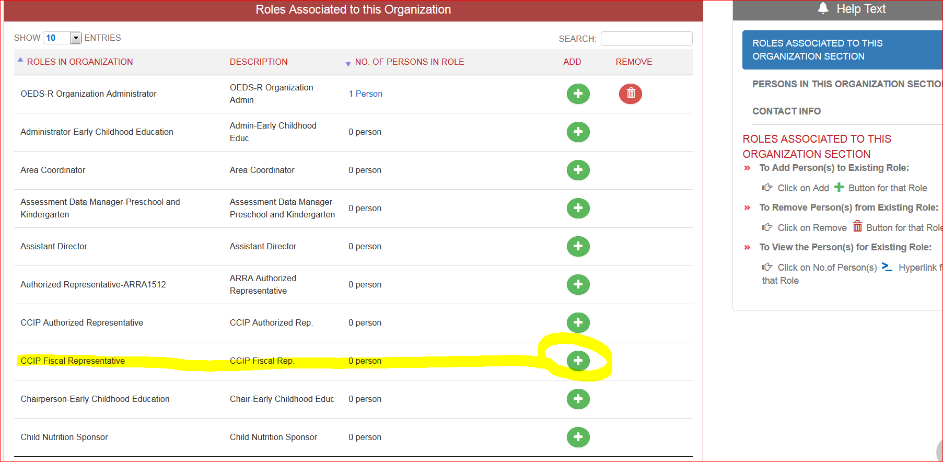 Roles Associated to this Organization
SHOW 10 ENTRIES
SEARCH:
ROLES IN ORGANIZATION DESCRIPTION NO. OF PERSONS IN ROLE ADD REMOVE
OEDS-R Organization Administrator OEDS-R Organization 1 Person
Admin
Administrator Early Childhood Education Admin-Early Childhood 0 person
Educ
Area Coordinator Area Coordinator 0 person
Assessment Data Manager-Preschool and Assessment Data Manager- 0 person
Kindergarten Preschool and Kindergarten
Assistant Director Assistant Director 0 person
Authorized Representative-ARRA1512 ARRA Authorized 0 person
Representative
CCIP Authorized Representative CCIP Authorized Rep. 0 person
CCIP Fiscal Representative CCIP Fiscal Rep. 0 person
Chairperson-Early Childhood Education Chair-Early Childhood Educ 0 person
Child Nutrition Sponsor Child Nutrition Sponsor 0 person
Help Text
ROLES ASSOCIATED TO THIS
ORGANIZATION SECTION
PERSONS IN THIS ORGANIZATION SECTIO
CONTACT INFO
ROLES ASSOCIATED TO THIS
ORGANIZATION SECTION
» To Add Person(s) to Existing Role:
Click on Add + Button for that Role
» To Remove Person(s) from Existing Role:
Click on Remove Button for that Role
» To View the Person(s) for Existing Role:
Click on No.of Person(s) >_ Hyperlink f
that Role